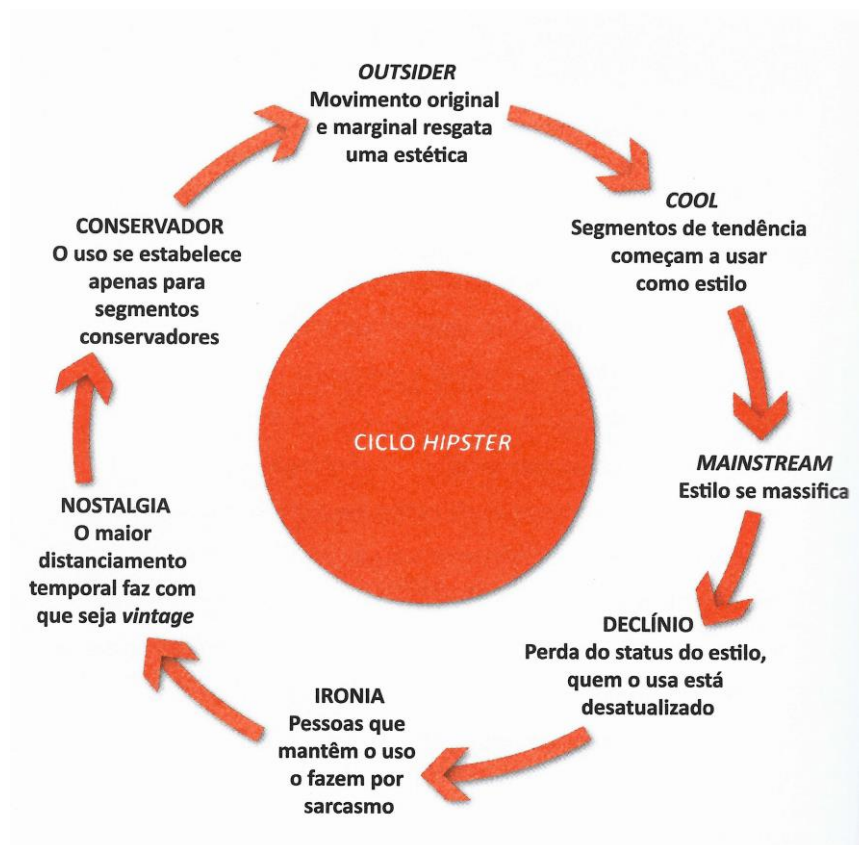 OUTSIDER
Movimento original
e marginal resgata
uma estética
COOL
Segmentos de tendência
começam a usar
como estilo
MAINSTREAM
Estilo se massifica
DECLÍNIO
Perda do status do estilo,
quem o usa está
desatualizado
IRONIA
Pessoas que
mantêm o uso
o fazem por
sarcasmo
NOSTALGIA
O maior
distanciamento
temporal faz com
que seja vintage
CONSERVADOR
O uso se estabelece
apenas para
segmentos
conservadores
CICLO HIPSTER